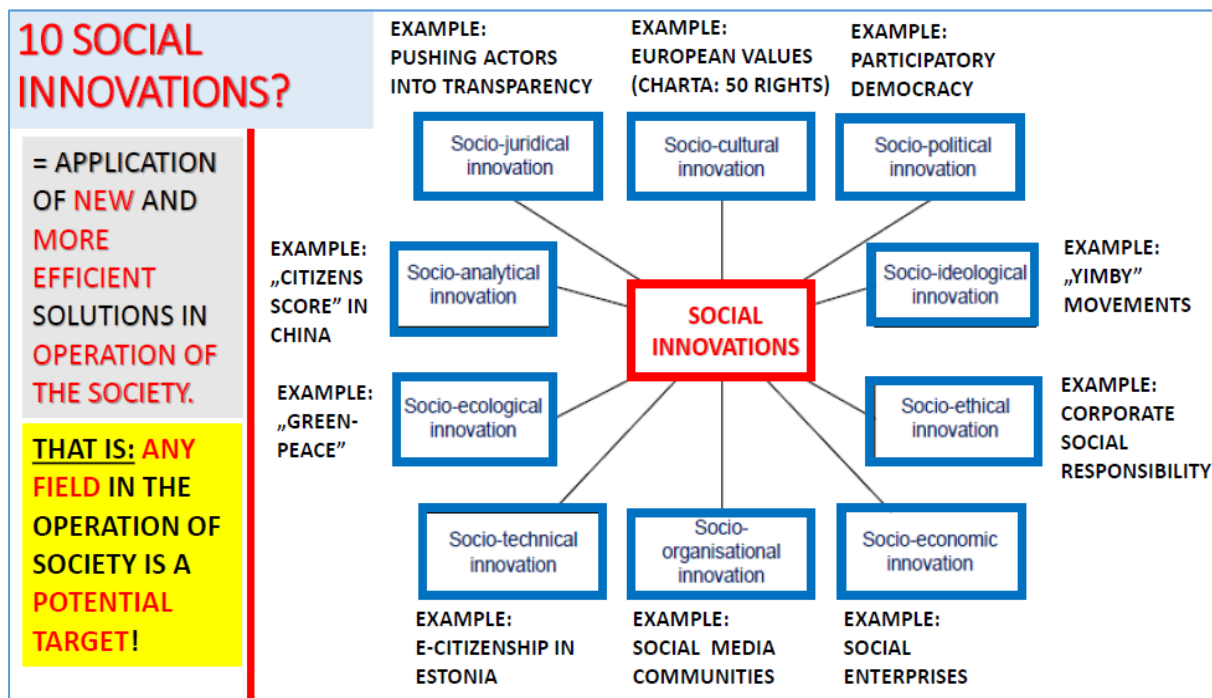 10 SOCIAL
INNOVATIONS?
= APPLICATION
OF NEW AND
MORE
EFFICIENT
SOLUTIONS IN
OPERATION OF
THE SOCIETY.
THAT IS: ANY
FIELD IN THE
OPERATION OF
SOCIETY IS A
POTENTIAL
TARGET!
EXAMPLE:
PUSHING ACTORS
INTO TRANSPARENCY
EXAMPLE:
EUROPEAN VALUES
(CHARTA: 50 RIGHTS)
EXAMPLE:
PARTICIPATORY
DEMOCRACY
Socio-juridical
innovation
Socio-cultural
innovation
Socio-political
innovation
EXAMPLE:
„CITIZENS
SCORE” IN
CHINA
Socio-analytical
innovation
SOCIAL
INNOVATIONS
Socio-ideological
innovation
EXAMPLE:
„YIMBY”
MOVEMENTS
EXAMPLE:
„GREEN-
PEACE”
Socio-ecological
innovation
Socio-ethical
innovation
EXAMPLE:
CORPORATE
SOCIAL
RESPONSIBILITY
Socio-technical
innovation
Socio-
organisational
innovation
Socio-economic
innovation
EXAMPLE:
E-CITIZENSHIP IN
ESTONIA
EXAMPLE:
SOCIAL MEDIA
COMMUNITIES
EXAMPLE:
SOCIAL
ENTERPRISES